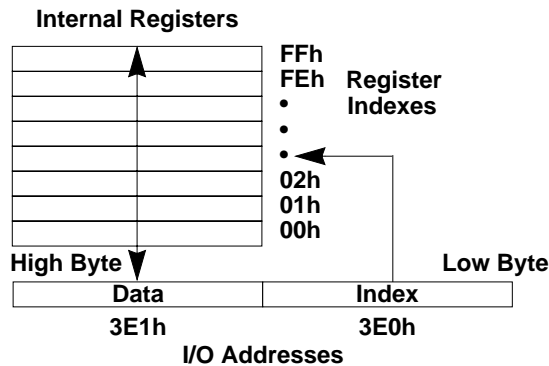 Internal Registers
FFh
FEh
Register
Indexes
•
•
•
02h
01h
00h
High Byte
Low Byte
Data
Index
3E1h
3E0h
I/O Addresses